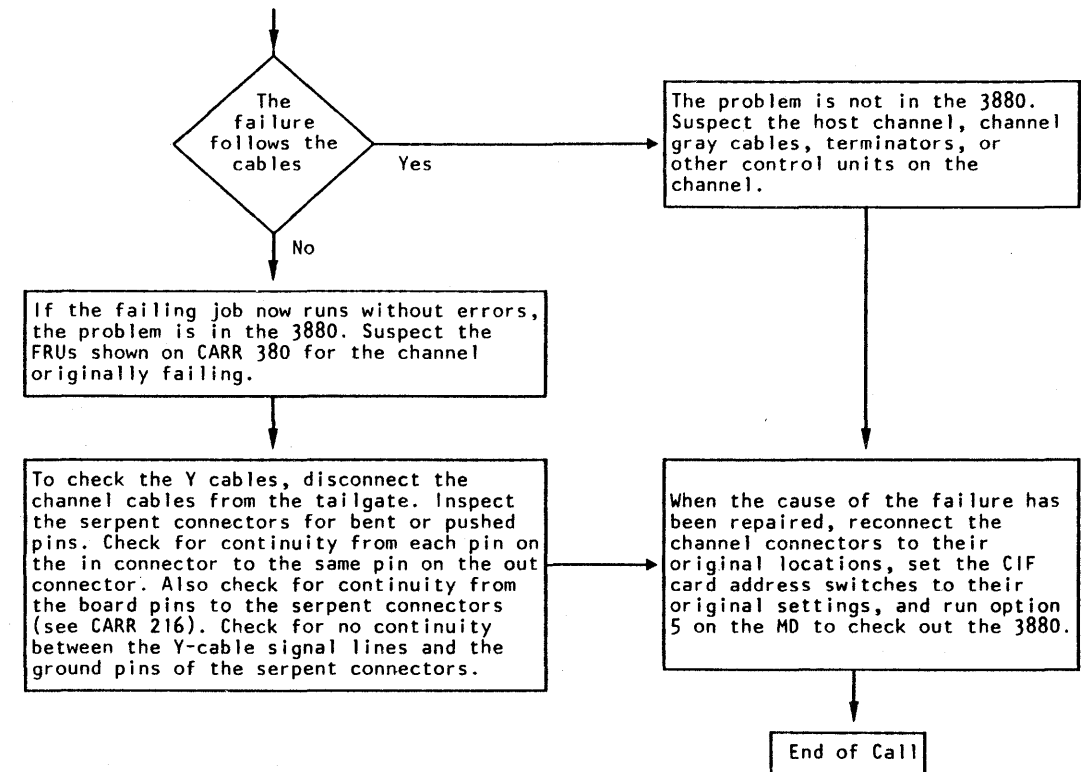 The
failure
follows the
cables
Yes
No
The problem is not in the 3880.
Suspect the host channel, channel
gray cables, terminators, or
other control units on the
channel.
If the failing job now runs without errors,
the problem is in the 3880. Suspect the
FRUs shown on CARR 380 for the channel
originally failing.
To check the Y cables, disconnect the
channel cables from the tailgate. Inspect
the serpent connectors for bent or pushed
pins. Check for continuity from each pin on
the in connector to the same pin on the out
connector. Also check for continuity from
the board pins to the serpent connectors
(see CARR 216). Check for no continuity
between the Y-cable signal lines and the
ground pins of the serpent connectors.
When the cause of the failure has
been repaired, reconnect the
channel connectors to their
original locations, set the CIF
card address switches to their
original settings, and run option
5 on the MD to check out the 3880.
End of Call